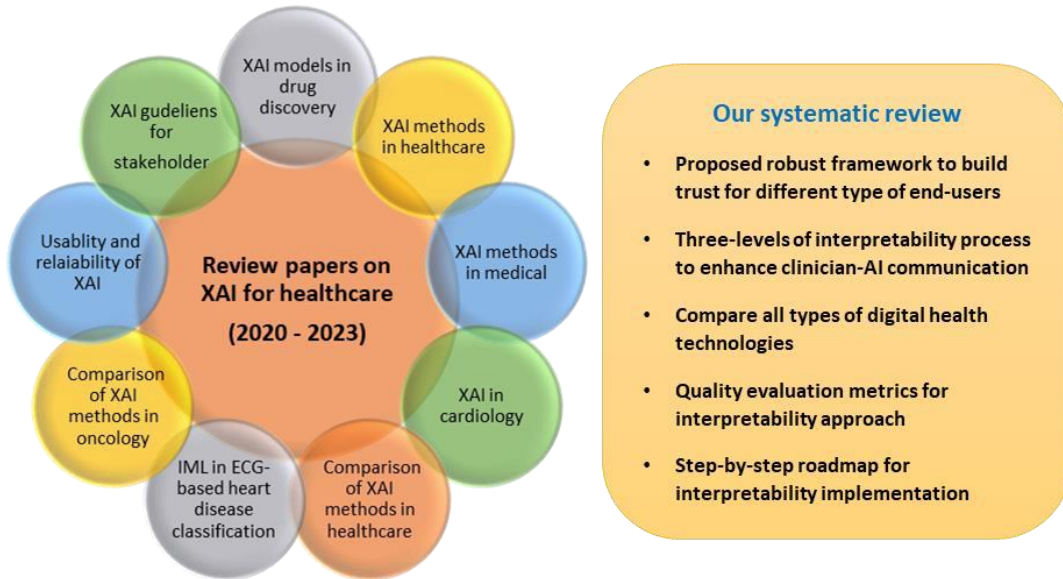 XAI models in
drug
discovery
XAI methods
in healthcare
XAI methods
in medical
XAI in
cardiology
Comparison
of XAI
methods in
healthcare
IML in ECG-
based heart
disease
classification
Comparison
of XAI
methods in
oncology
Usablity and
relaiability of
XAI
XAI gudeliens
for
stakeholder
Review papers on
XAI for healthcare
(2020 - 2023)
Our systematic review
• Proposed robust framework to build
trust for different type of end-users
• Three-levels of interpretability process
to enhance clinician-AI communication
• Compare all types of digital health
technologies
• Quality evaluation metrics for
interpretability approach
• Step-by-step roadmap for
interpretability implementation